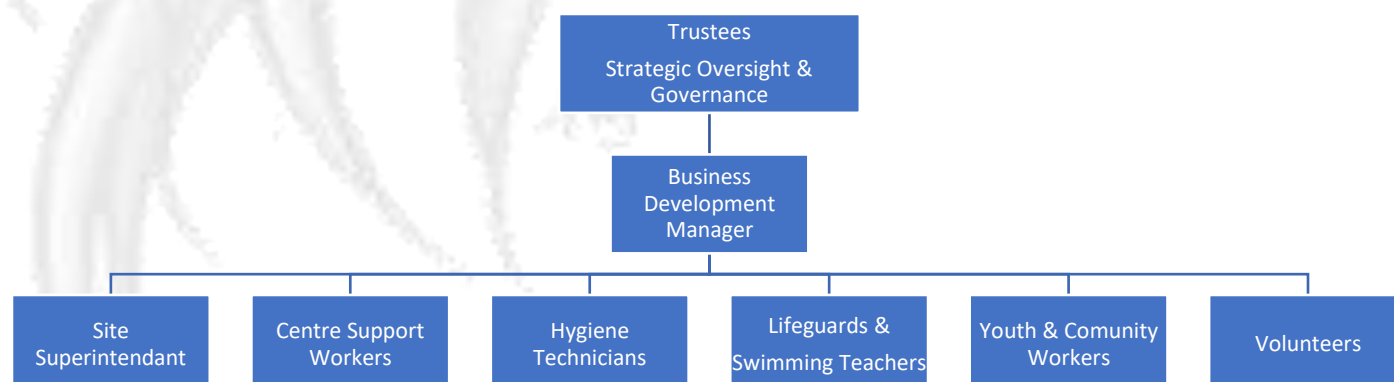 Trustees
Strategic Oversight &
Governance
Business
Development
Manager
Site
Superintendant
Centre Support
Workers
Hygiene
Technicians
Lifeguards &
Swimming Teachers
Youth & Comunity
Workers
Volunteers